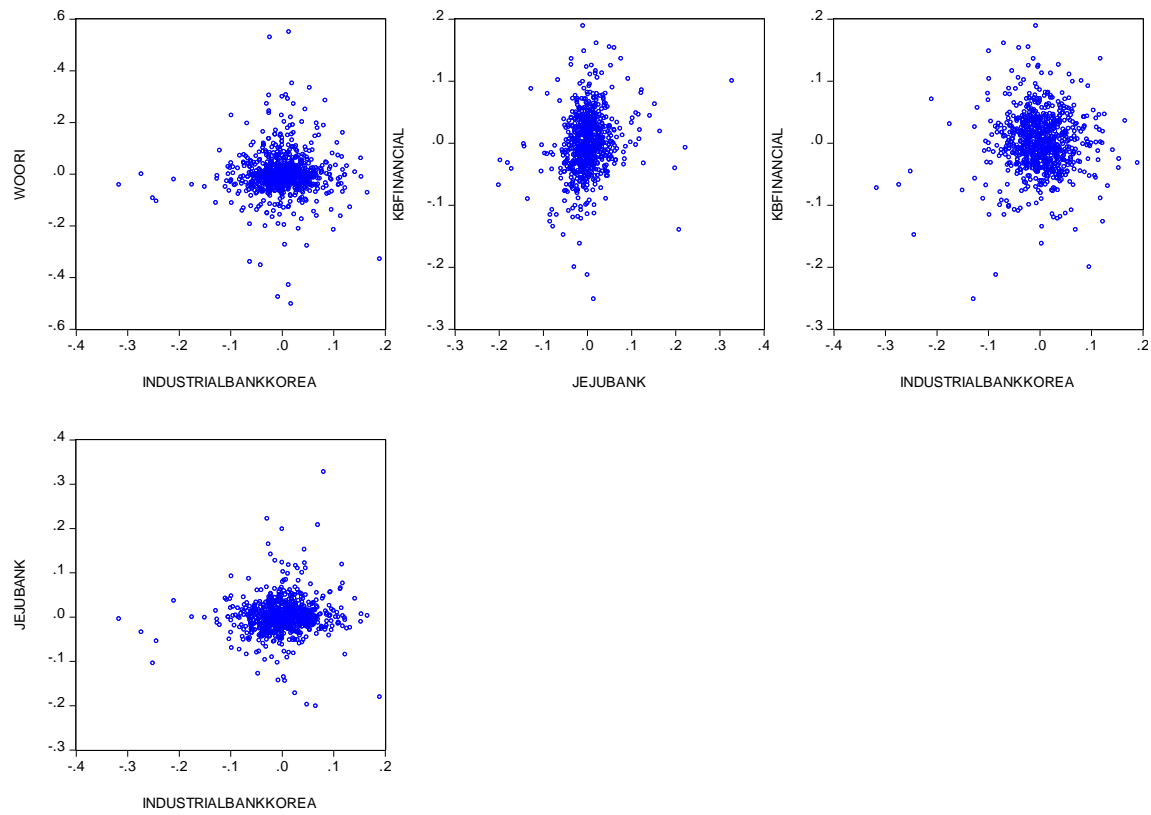 .6
.4
.2
.0
-.2
-.4
-.6
WOORI
-.4 -.3 -.2 -.1 .0 .1 .2
INDUSTRIALBANKKOREA
.2
.1
.0
-.1
-.2
-.3
KBFINANCIAL
-.3 -.2 -.1 .0 .1 .2 .3 .4
JEJUBANK
.2
.1
.0
-.1
-.2
-.3
KBFINANCIAL
-.4 -.3 -.2 -.1 .0 .1 .2
INDUSTRIALBANKKOREA
.4
.3
.2
.1
.0
-.1
-.2
-.3
JEJUBANK
-.4 -.3 -.2 -.1 .0 .1 .2
INDUSTRIALBANKKOREA